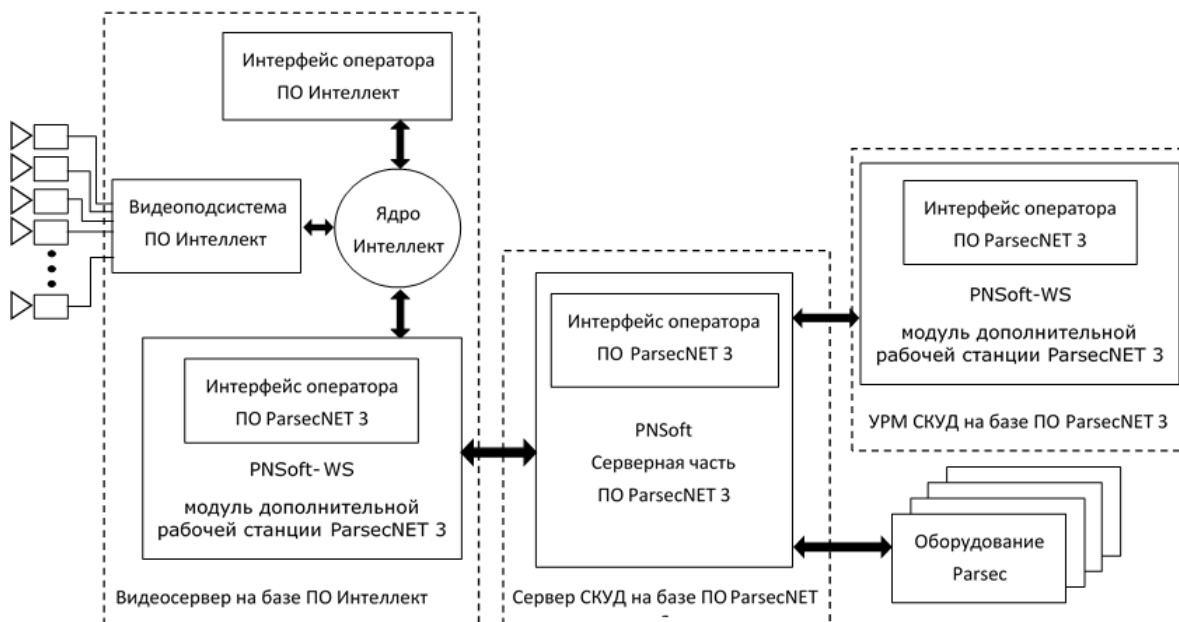 Интерфейс оператора
ПО Интеллект
Видеоподсистема
ПО Интеллект
Ядро
Интеллект
Интерфейс оператора
ПО ParsecNET 3
PNSoft-WS
модуль дополнительной
рабочей станции ParsecNET 3
Видеосервер на базе ПО Интеллект
Интерфейс оператора
ПО ParsecNET 3
PNSoft
Серверная часть
ПО ParsecNET 3
Сервер СКУД на базе ПО ParsecNET
Интерфейс оператора
ПО ParsecNET 3
PNSoft-WS
модуль дополнительной
рабочей станции ParsecNET 3
УРМ СКУД на базе ПО ParsecNET 3
Оборудование
Parsec